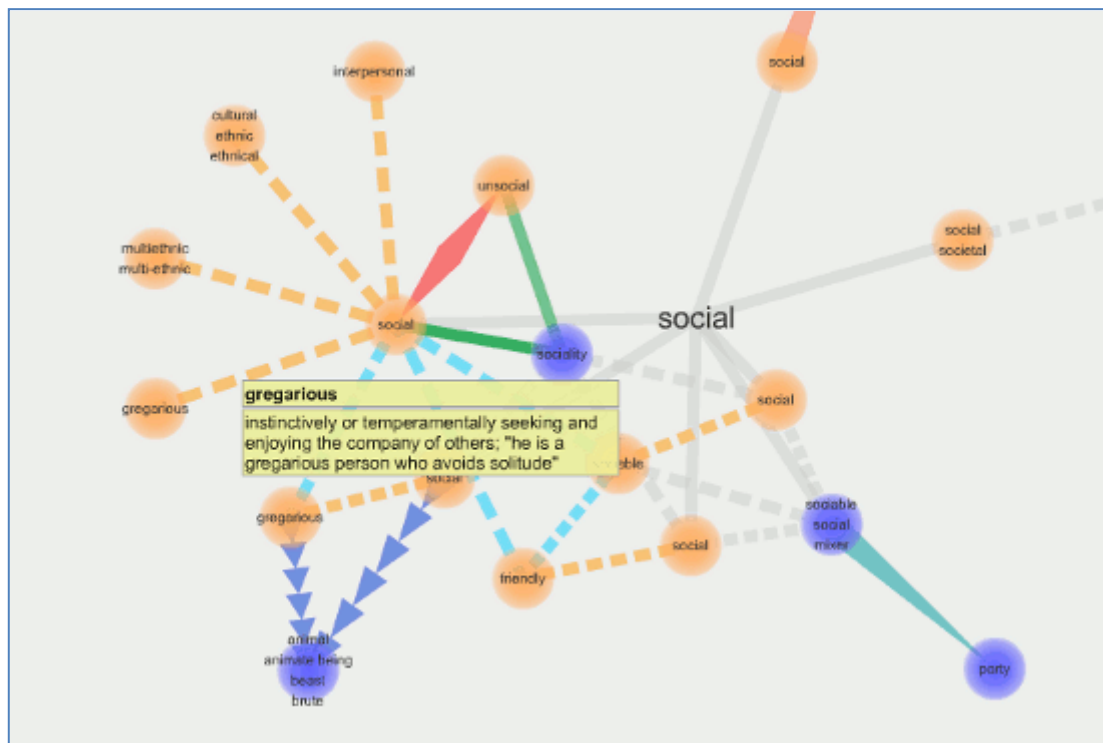 social
interpersonal
cultural
ethnic
ethnical
unsocial
social
societal
multiethnic
multi-ethnic
social
social
sociality
gregarious
social
gregarious
instinctively or temperamentally seeking and
enjoying the company of others; "he is a
gregarious person who avoids solitude"
social
sociable
social
mixer
gregarious
social
friendly
animal
animate being
beast
brute
party